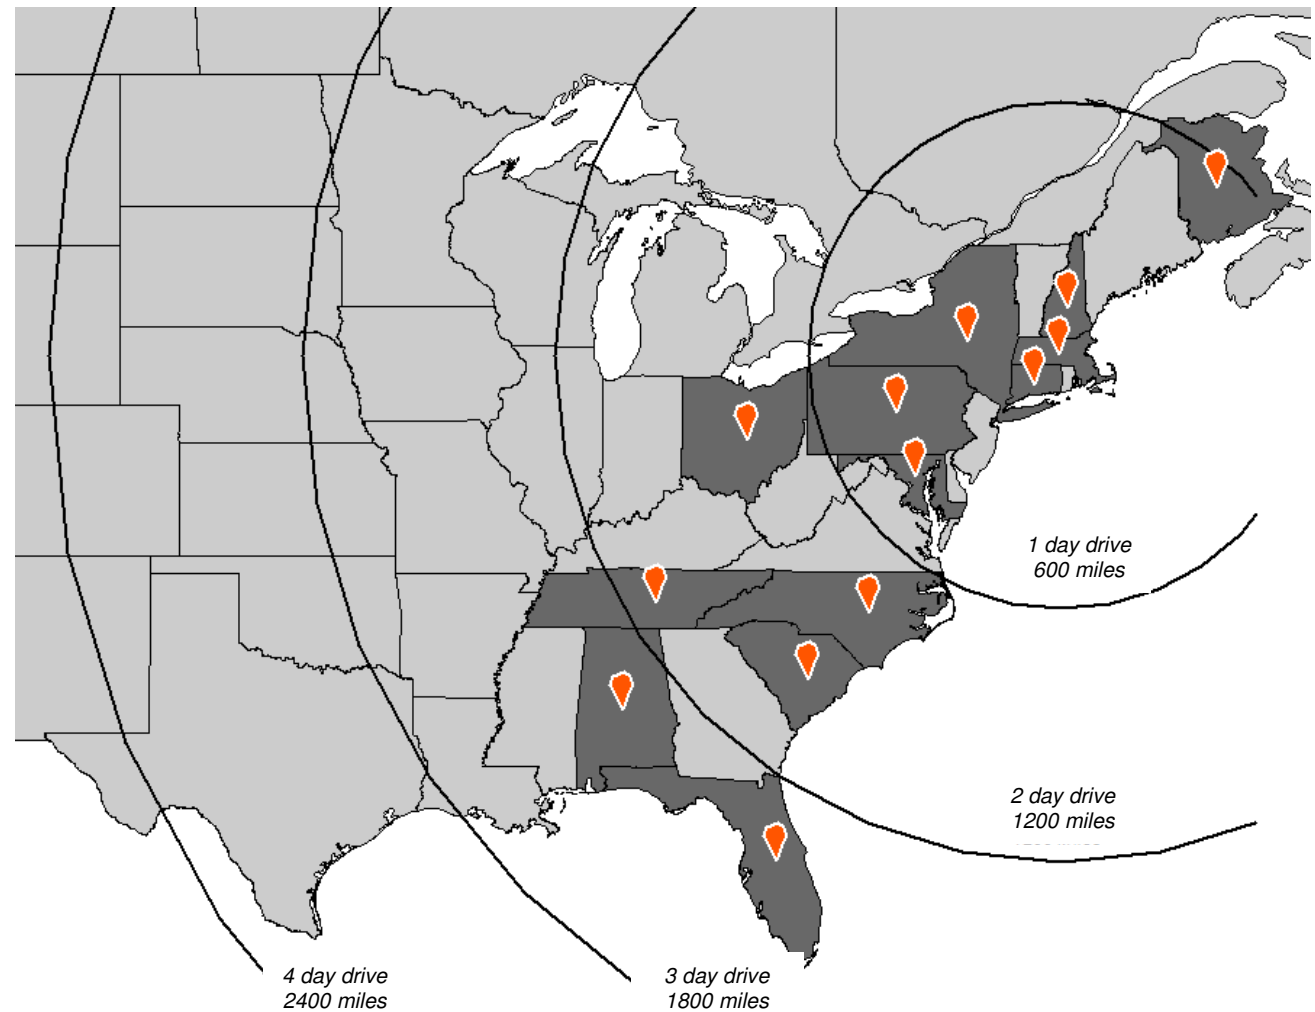 1 day drive
600 miles
2 day drive
1200 miles
4 day drive
2400 miles
3 day drive
1800 miles